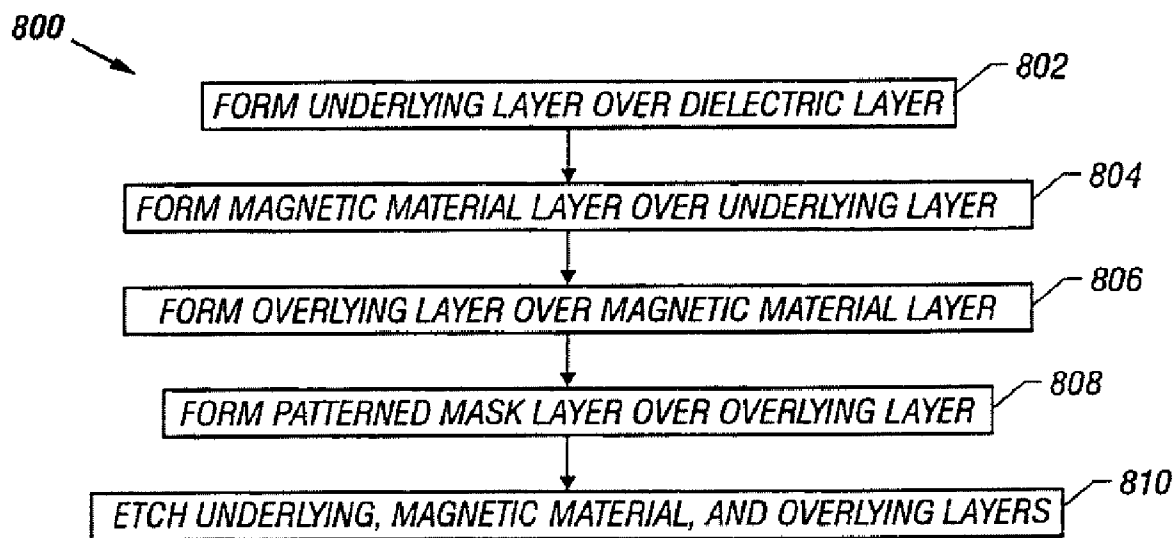 800
802
FORM UNDERLYING LAYER OVER DIELECTRIC LAYER
804
FORM MAGNETIC MATERIAL LAYER OVER UNDERLYING LAYER
806
FORM OVERLYING LAYER OVER MAGNETIC MATERIAL LAYER
808
FORM PATTERNED MASK LAYER OVER OVERLYING LAYER
810
ETCH UNDERLYING, MAGNETIC MATERIAL, AND OVERLYING LAYERS